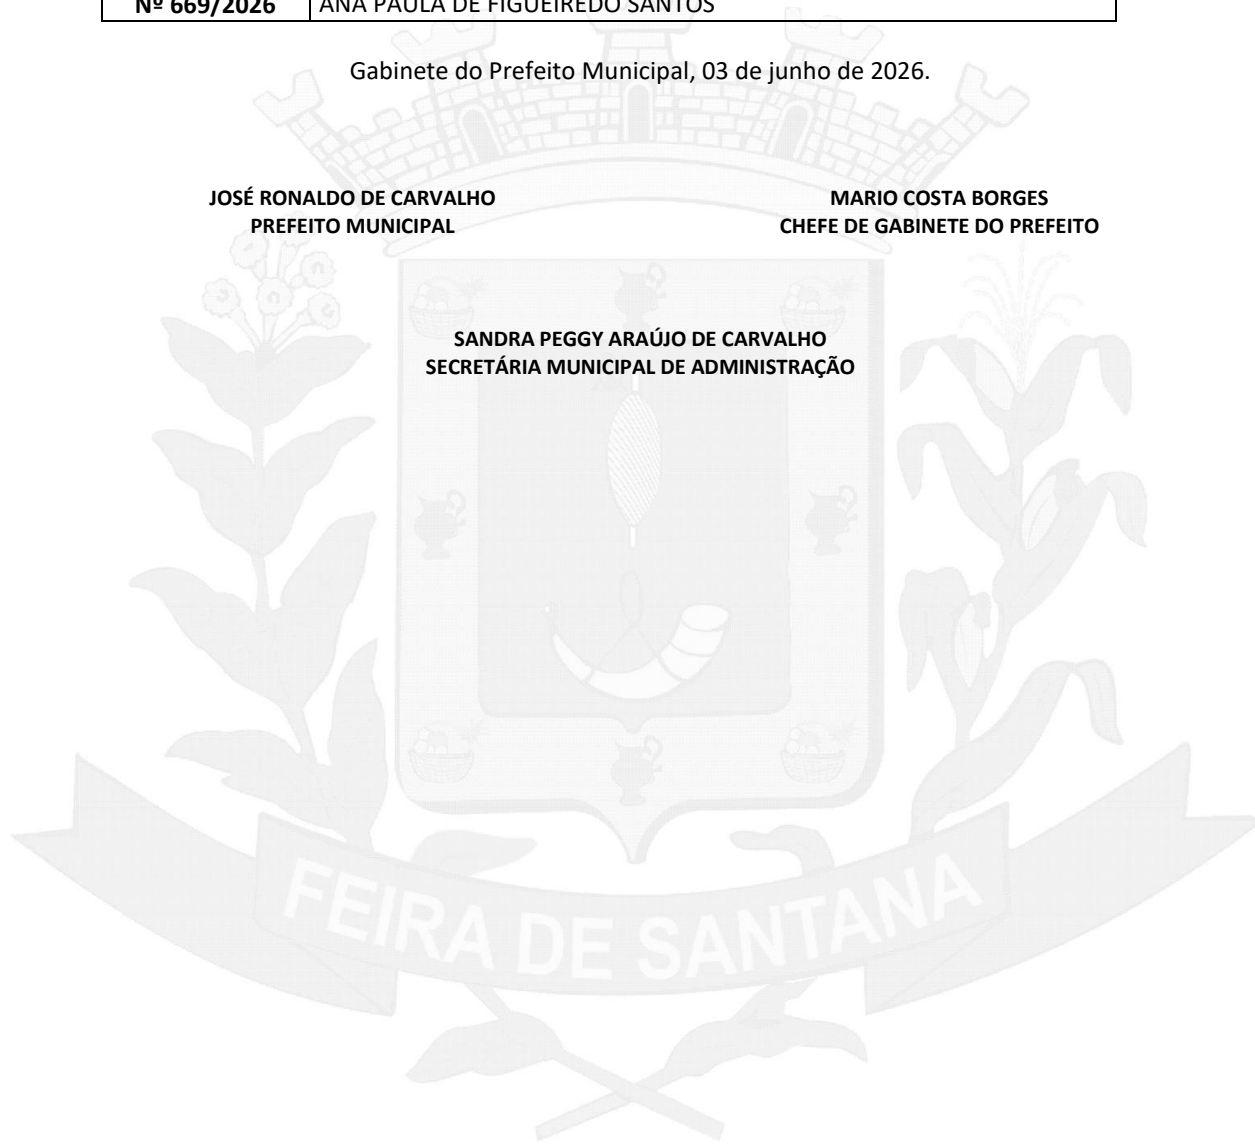 Nº 669/2026 ANA PAULA DE FIGUEIREDO SANTOS
Gabinete do Prefeito Municipal, 03 de junho de 2026.
JOSÉ RONALDO DE CARVALHO
PREFEITO MUNICIPAL
MARIO COSTA BORGES
CHEFE DE GABINETE DO PREFEITO
SANDRA PEGGY ARAÚJO DE CARVALHO
SECRETÁRIA MUNICIPAL DE ADMINISTRAÇÃO
FEIRA DE SANTANA